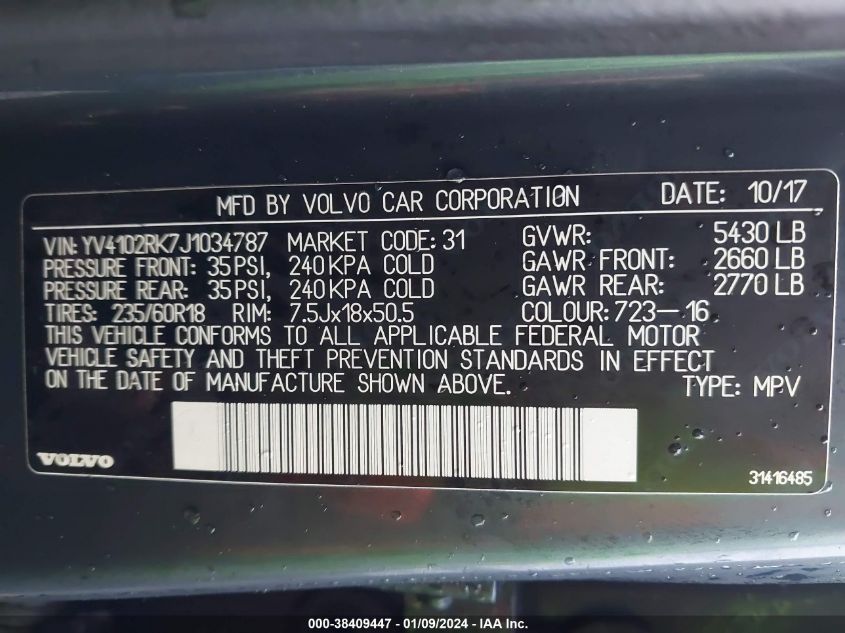 MFD BY VOLVO CAR CORPORATION DATE: 10/17
VIN: YV4102RK7J1034787 MARKET CODE: 31 GVWR: 5430 LB
PRESSURE FRONT: 35 PSI, 240 KPA COLD GAWR FRONT: 2660 LB
PRESSURE REAR: 35 PSI, 240 KPA COLD GAWR REAR: 2770 LB
TIRES: 235/60R18 RIM: 7.5Jx18x50.5 COLOUR: 723-16
THIS VEHICLE CONFORMS TO ALL APPLICABLE FEDERAL MOTOR
VEHICLE SAFETY AND THEFT PREVENTION STANDARDS IN EFFECT
ON THE DATE OF MANUFACTURE SHOWN ABOVE. TYPE: MPV
VOLVO 31416485
000-38409447 - 01/09/2024 - IAA Inc.